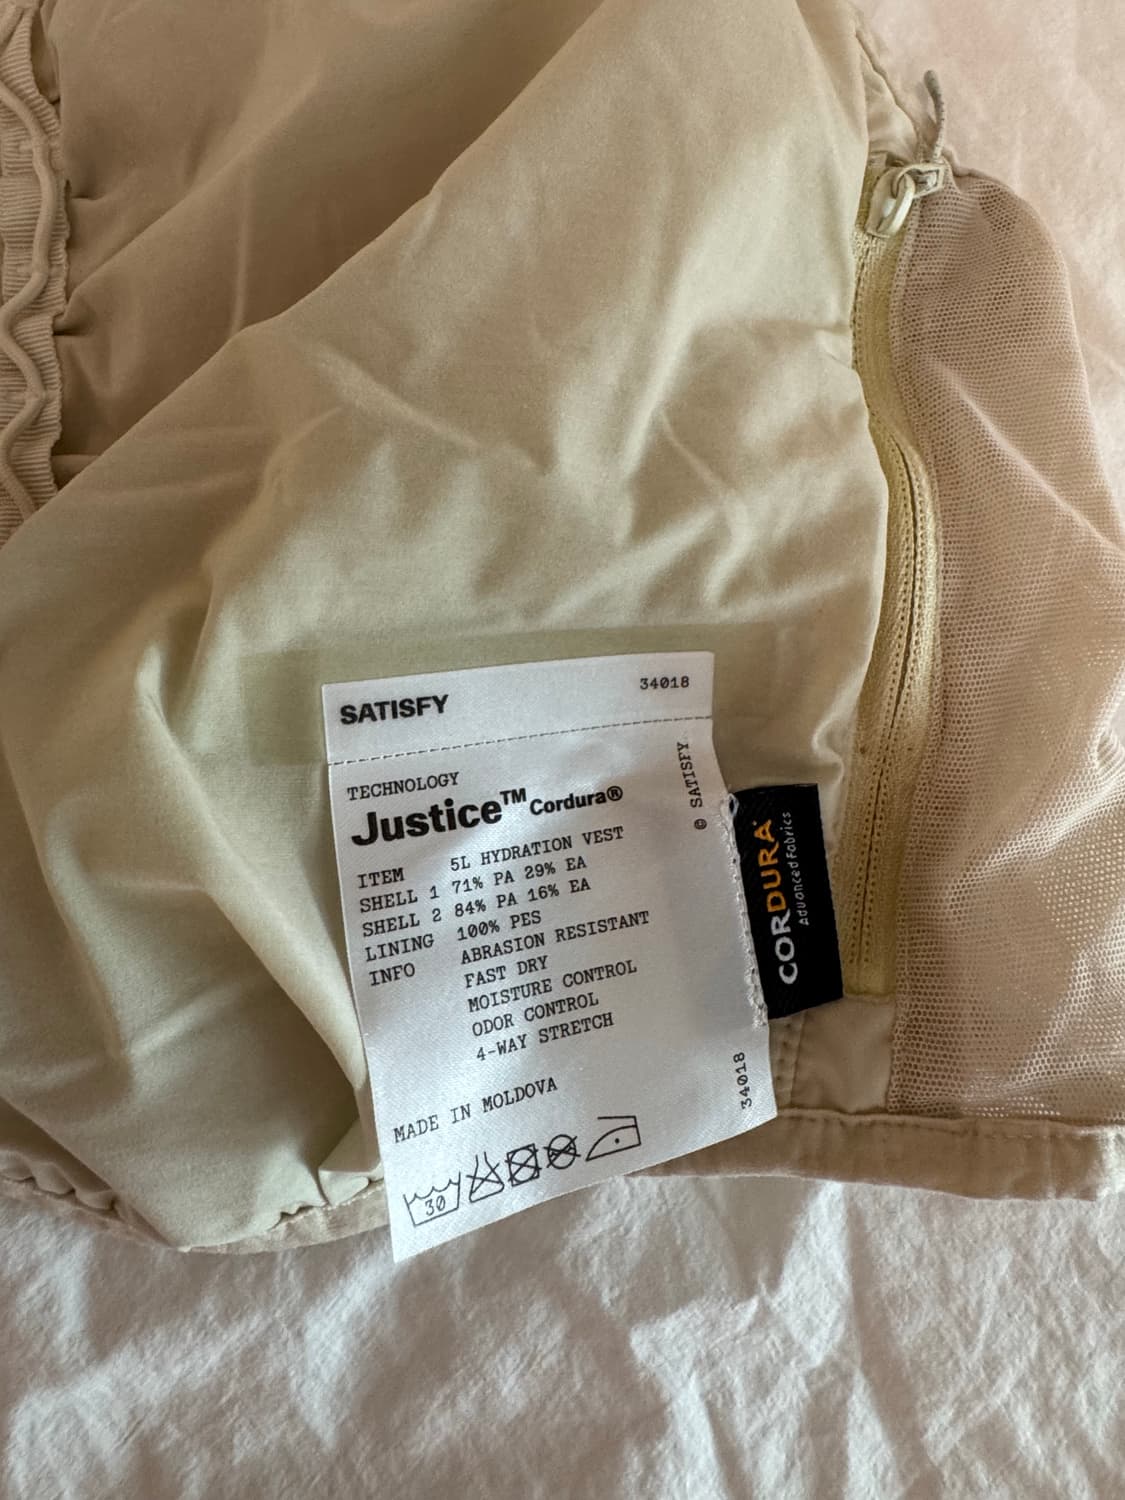 SATISFY 34018
TECHNOLOGY
Justice™ Cordura®
ITEM 5L HYDRATION VEST
SHELL 1 71% PA 29% EA
SHELL 2 84% PA 16% EA
LINING 100% PES
INFO ABRASION RESISTANT
FAST DRY
MOISTURE CONTROL
ODOR CONTROL
4-WAY STRETCH
MADE IN MOLDOVA
30
© SATISFY
34018
CORDURA®
Advanced Fabrics